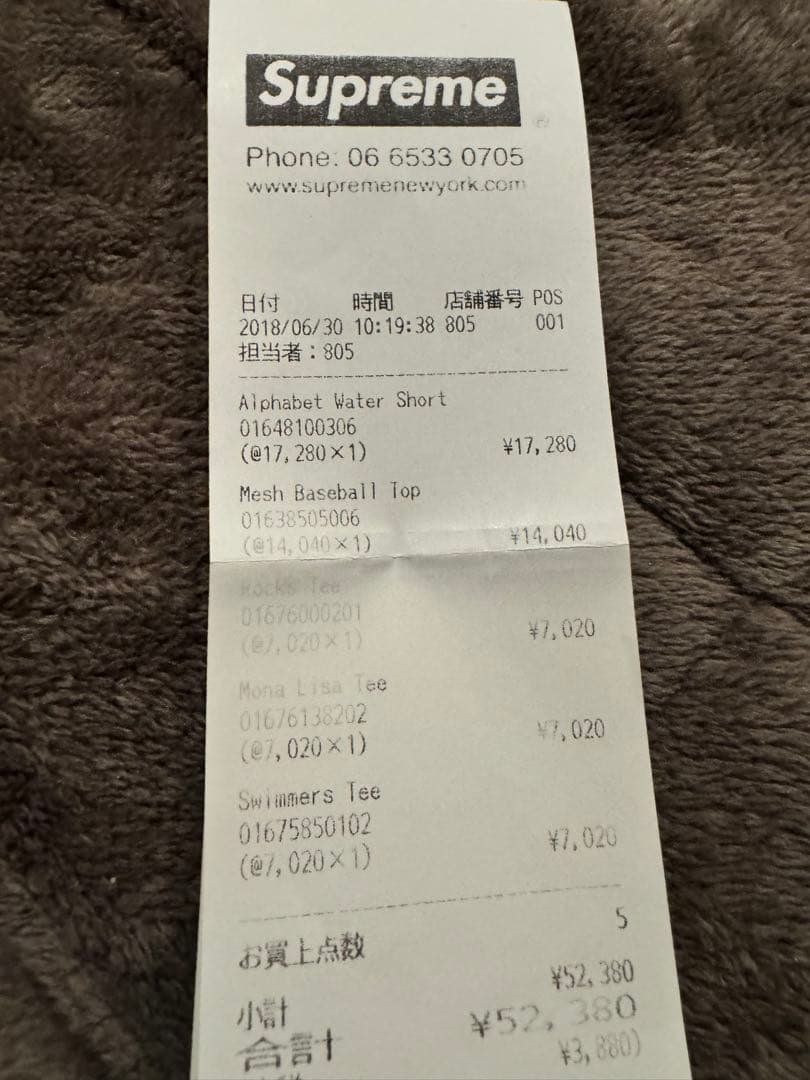 Supreme
®
Phone: 06 6533 0705
www.supremenewyork.com
日付 時間 店舗番号 POS
2018/06/30 10:19:38 805 001
担当者:805
Alphabet Water Short
01648100306
(@17,280×1) ¥17,280
Mesh Baseball Top
01638505006
(@14,040×1) ¥14,040
Rocks Tee
01676000201
(@7,020×1) ¥7,020
Mona Lisa Tee
01676138202
(@7,020×1) ¥7,020
Swimmers Tee
01675850102
(@7,020×1) ¥7,020
お買上点数 5
小計 ¥52,380
合計 ¥52,380
¥3,880)